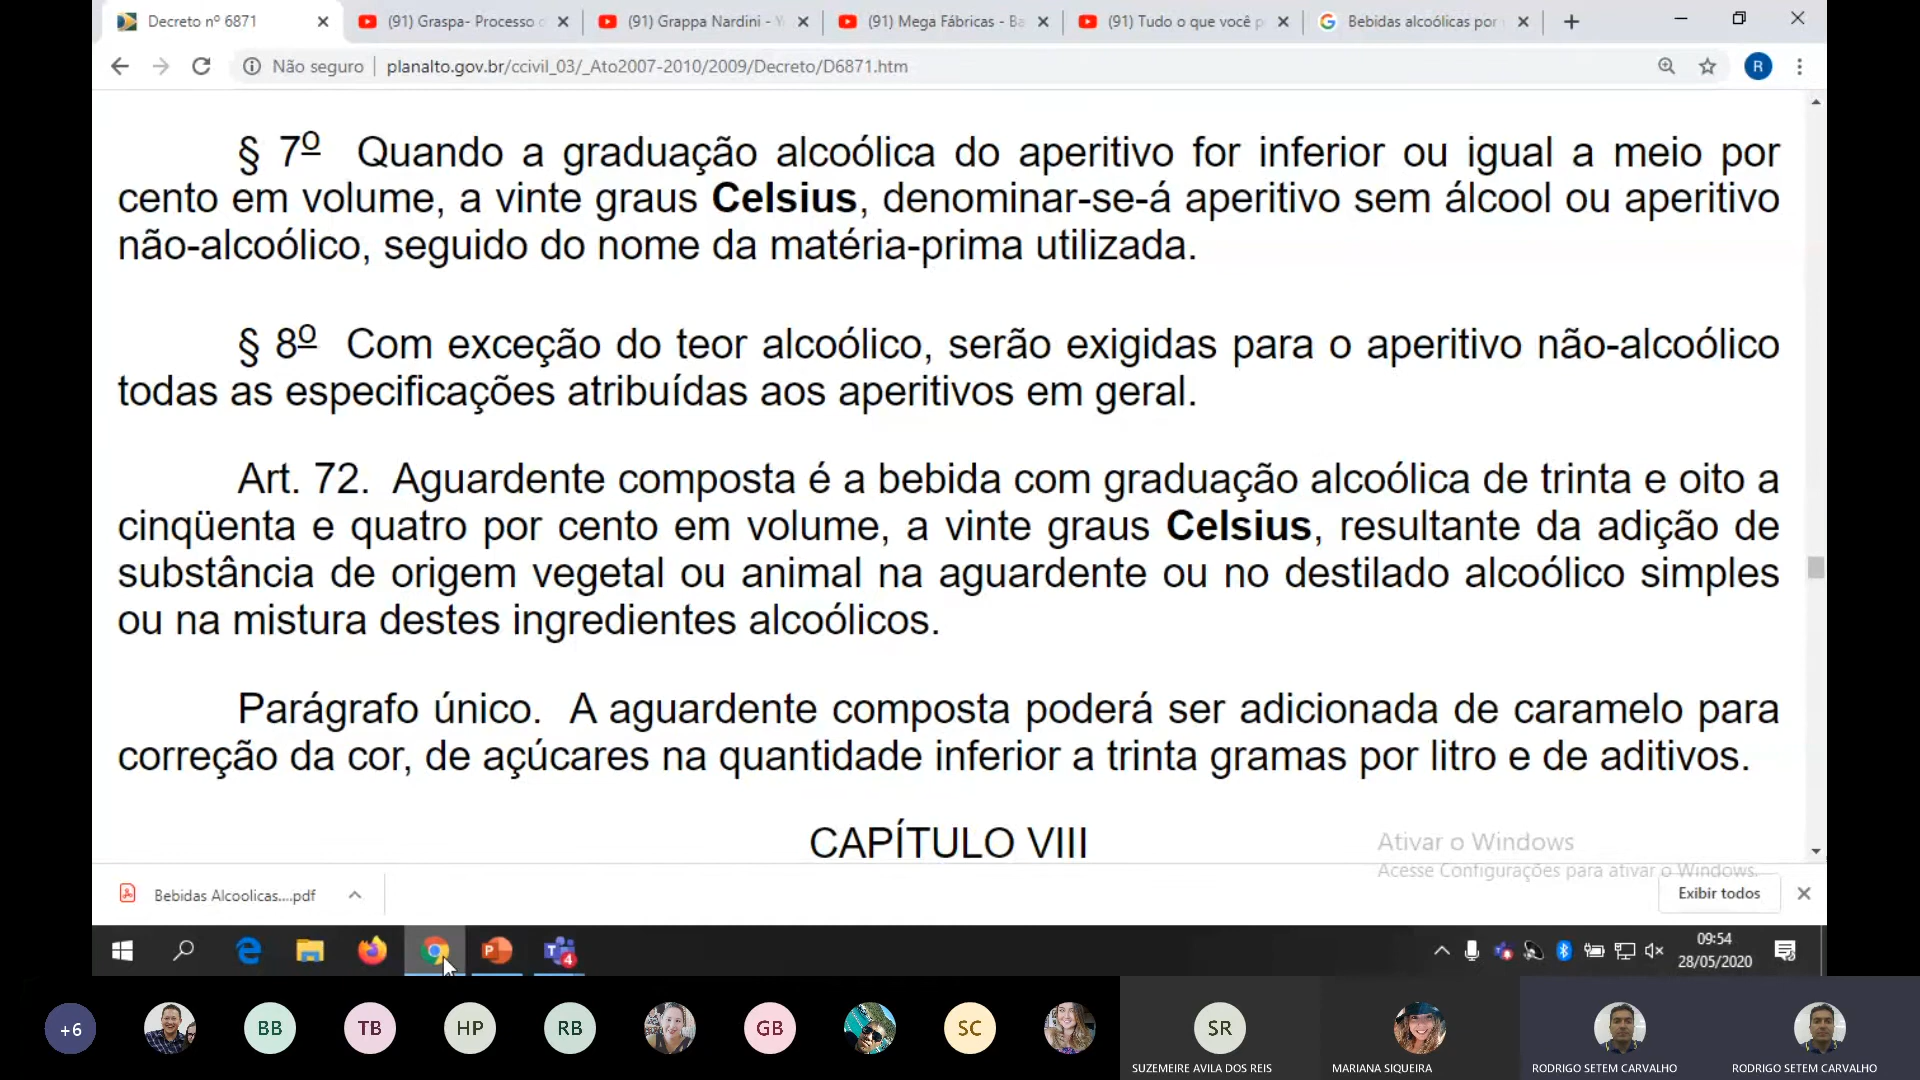 Decreto nº 6871
(91) Graspa- Processo
(91) Grappa Nardini -
(91) Mega Fábricas - Ba
(91) Tudo o que você p
Bebidas alcoólicas por
Não seguro
planalto.gov.br/ccivil_03/_Ato2007-2010/2009/Decreto/D6871.htm
R
§ 7º Quando a graduação alcoólica do aperitivo for inferior ou igual a meio por
cento em volume, a vinte graus Celsius, denominar-se-á aperitivo sem álcool ou aperitivo
não-alcoólico, seguido do nome da matéria-prima utilizada.
§ 8º Com exceção do teor alcoólico, serão exigidas para o aperitivo não-alcoólico
todas as especificações atribuídas aos aperitivos em geral.
Art. 72. Aguardente composta é a bebida com graduação alcoólica de trinta e oito a
cinqüenta e quatro por cento em volume, a vinte graus Celsius, resultante da adição de
substância de origem vegetal ou animal na aguardente ou no destilado alcoólico simples
ou na mistura destes ingredientes alcoólicos.
Parágrafo único. A aguardente composta poderá ser adicionada de caramelo para
correção da cor, de açúcares na quantidade inferior a trinta gramas por litro e de aditivos.
CAPÍTULO VIII
Ativar o Windows
Acesse Configurações para ativar o Windows.
Bebidas Alcoolicas....pdf
Exibir todos
09:54
28/05/2020
+6
BB
TB
HP
RB
GB
SC
SR
SUZEMEIRE AVILA DOS REIS
MARIANA SIQUEIRA
RODRIGO SETEM CARVALHO
RODRIGO SETEM CARVALHO